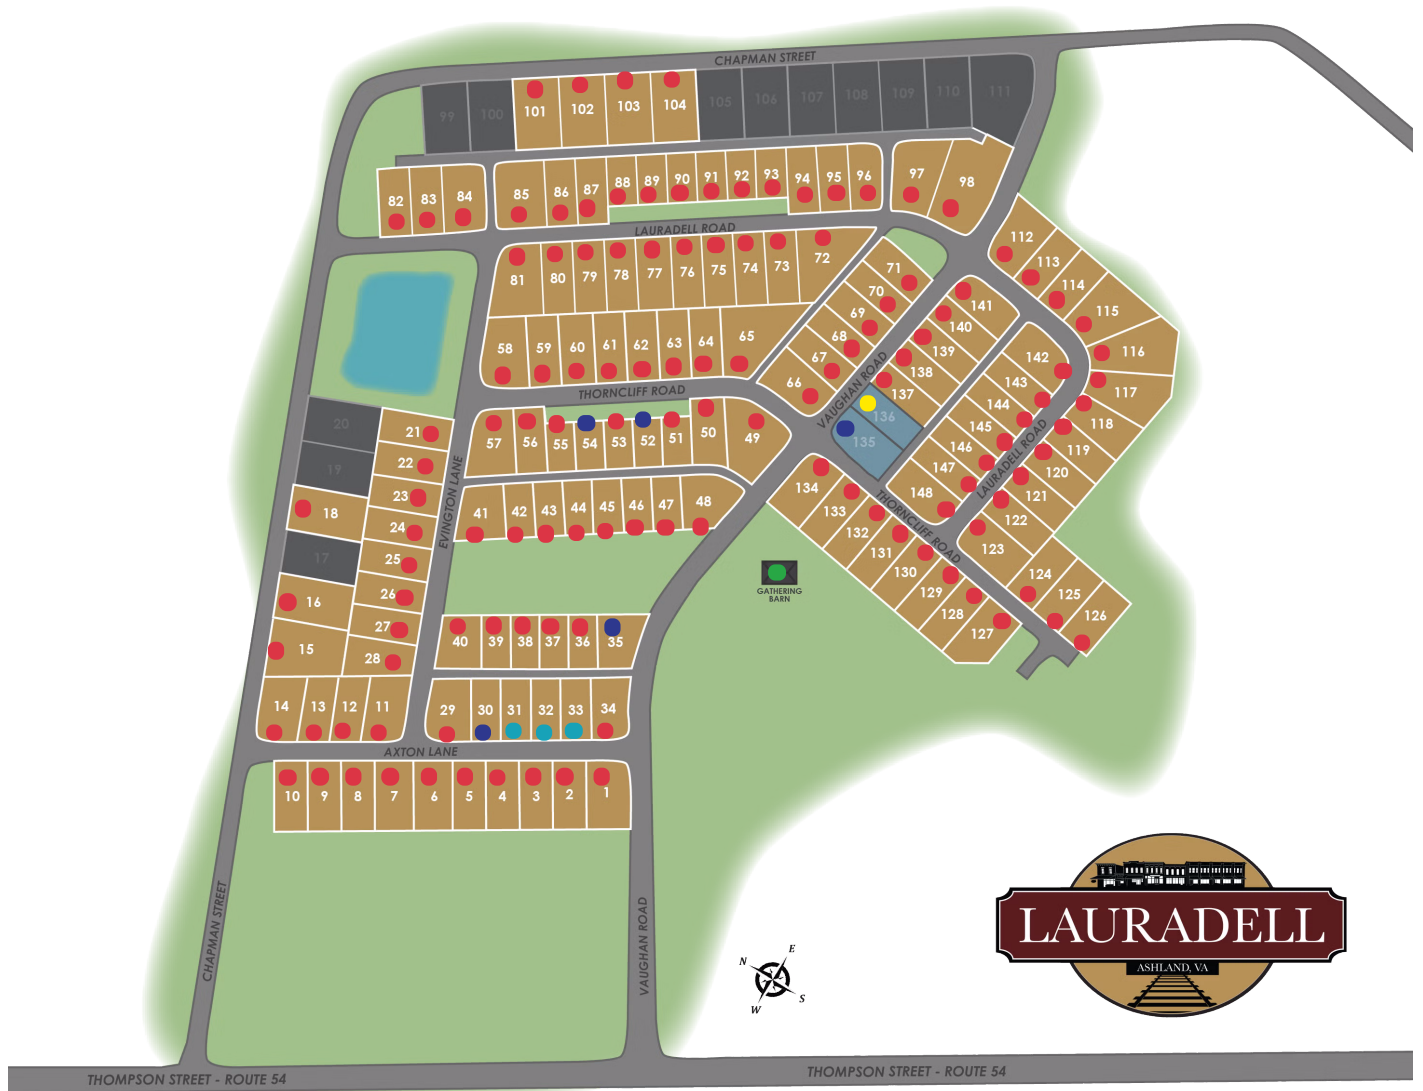 CHAPMAN STREET
99 100 101 102 103 104 105 106 107 108 109 110 111
82 83 84 85 86 87 88 89 90 91 92 93 94 95 96 97 98
LAURADELL ROAD
81 80 79 78 77 76 75 74 73 72
71
70
69
68
67
66
112
113
114
115
116
117
118
119
120
121
122
123
124
125
126
141
140
139
138
137
136
135
142
143
144
145
146
147
148
58 59 60 61 62 63 64 65
THORNCLIFF ROAD
VAUGHAN ROAD
LAURADELL ROAD
THORNCLIFF ROAD
57 56 55 54 53 52 51 50 49
41 42 43 44 45 46 47 48
EVINGTON LANE
20
19
18
17
16
15
21
22
23
24
25
26
27
28
134
133
132
131
130
129
128
127
GATHERING
BARN
40 39 38 37 36 35
14 13 12 11
29 30 31 32 33 34
AXTON LANE
10 9 8 7 6 5 4 3 2 1
CHAPMAN STREET
VAUGHAN ROAD
N
E
S
W
LAURADELL
ASHLAND, VA
THOMPSON STREET - ROUTE 54
THOMPSON STREET - ROUTE 54